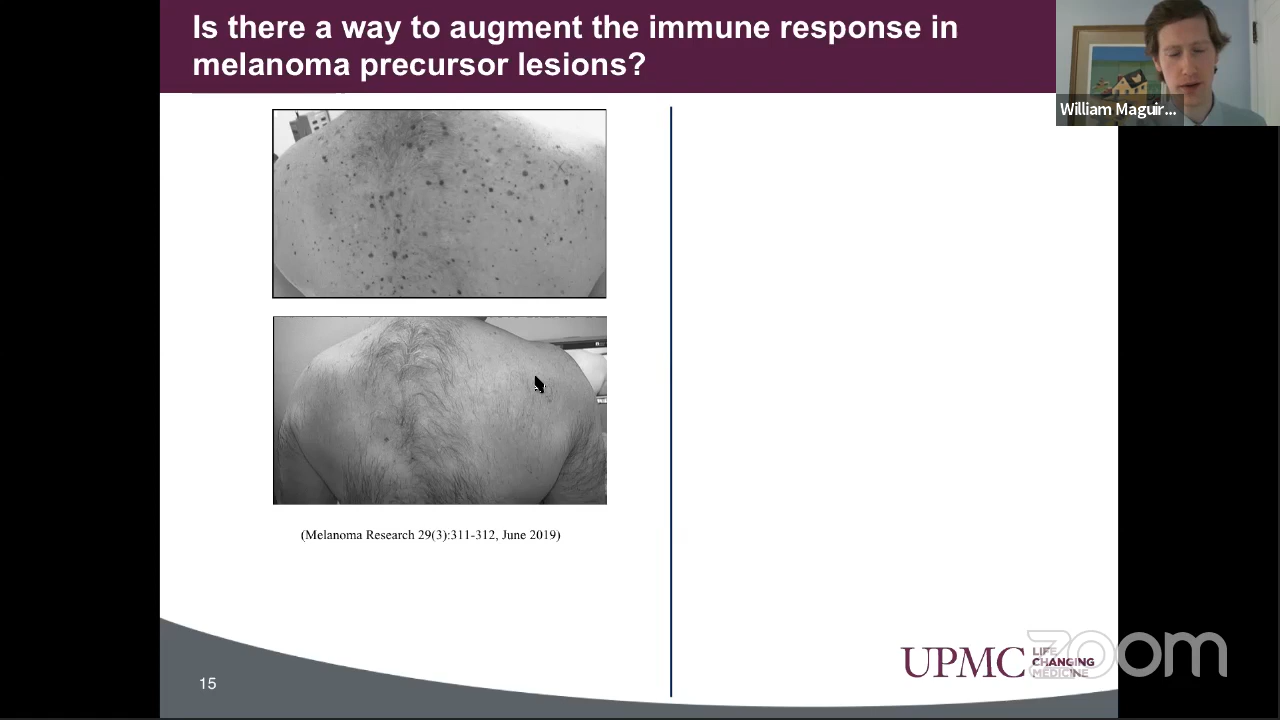 Is there a way to augment the immune response in
melanoma precursor lesions?
William Maguir...
(Melanoma Research 29(3):311-312, June 2019)
15
UPMC
LIFE
CHANGING
MEDICINE
zoom